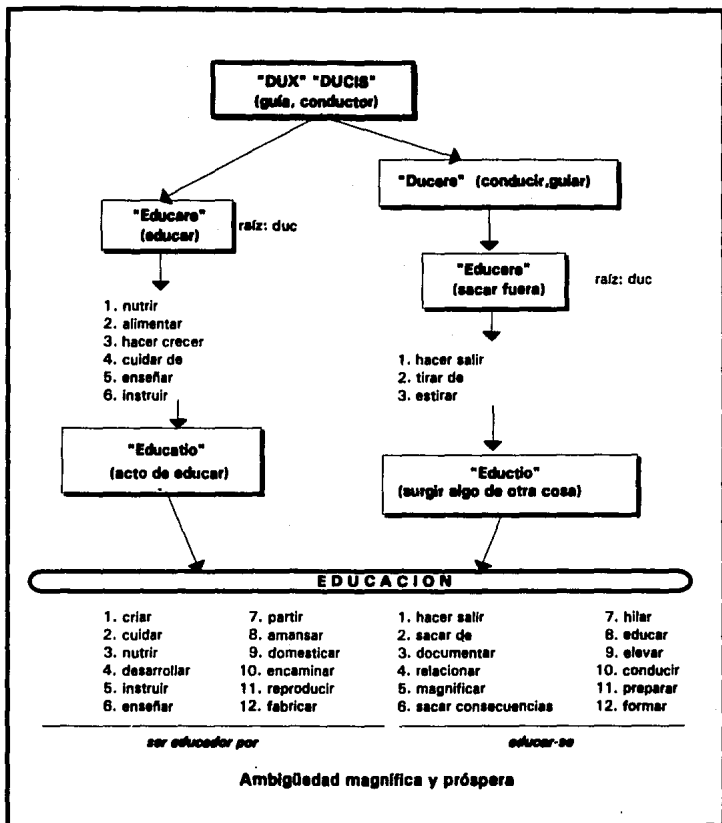 "DUX" "DUCIS"
(guía, conductor)
"Ducere" (conducir,guiar)
"Educare"
(educar)
raíz: duc
"Educere"
(sacar fuera)
raíz: duc
1. nutrir
2. alimentar
3. hacer crecer
4. cuidar de
5. enseñar
6. instruir
1. hacer salir
2. tirar de
3. estirar
"Educatio"
(acto de educar)
"Eductio"
(surgir algo de otra cosa)
EDUCACION
1. criar
2. cuidar
3. nutrir
4. desarrollar
5. instruir
6. enseñar
7. partir
8. amansar
9. domesticar
10. encaminar
11. reproducir
12. fabricar
1. hacer salir
2. sacar de
3. documentar
4. relacionar
5. magnificar
6. sacar consecuencias
7. hilar
8. educar
9. elevar
10. conducir
11. preparar
12. formar
ser educador por
educar-se
Ambigüedad magnífica y próspera